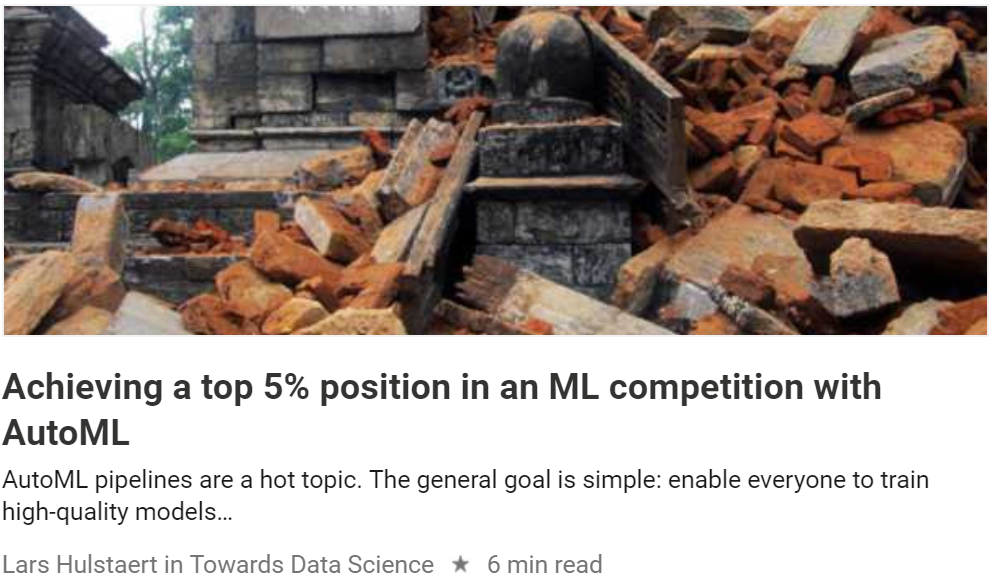 Achieving a top 5% position in an ML competition with
AutoML
AutoML pipelines are a hot topic. The general goal is simple: enable everyone to train
high-quality models…
Lars Hulstaert in Towards Data Science ★ 6 min read